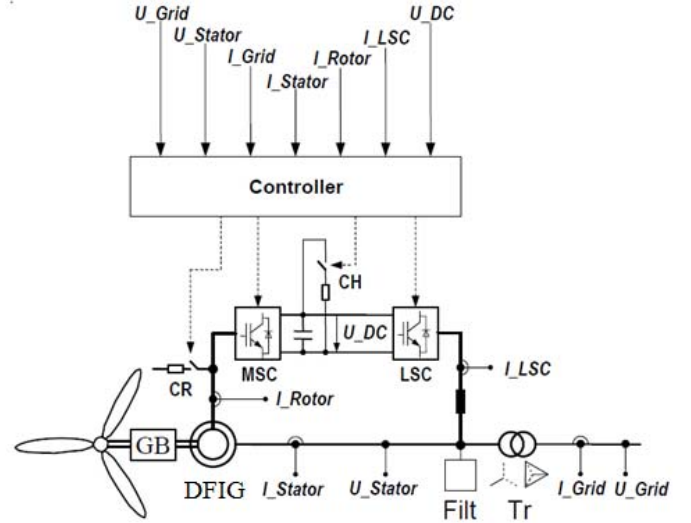 U_Grid
U_DC
U_Stator
I_LSC
I_Grid
I_Rotor
I_Stator
Controller
CH
U_DC
MSC
LSC
I_LSC
CR
I_Rotor
GB
DFIG
I_Stator
U_Stator
Filt
Tr
I_Grid
U_Grid